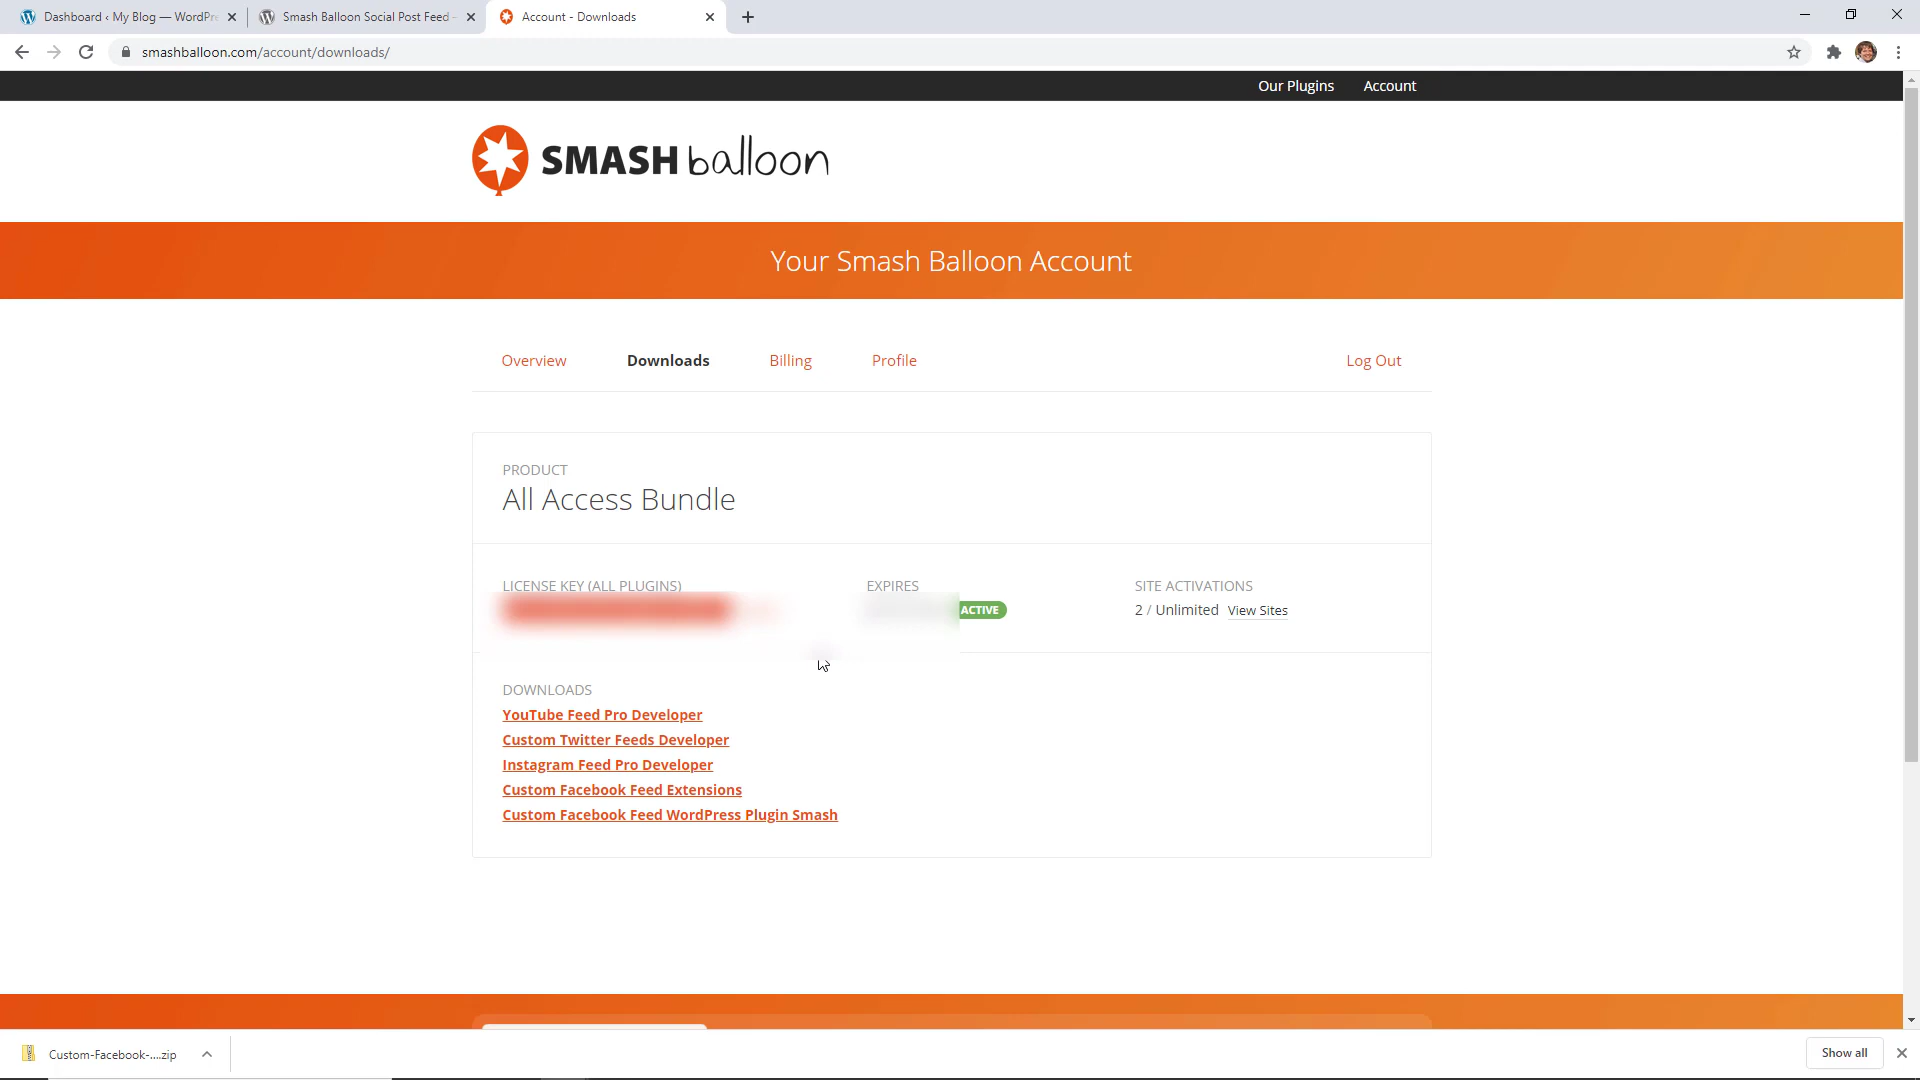 Dashboard ‹ My Blog — WordPre
Smash Balloon Social Post Feed -
Account - Downloads
smashballoon.com/account/downloads/
Our Plugins
Account
SMASH balloon
Your Smash Balloon Account
Overview
Downloads
Billing
Profile
Log Out
PRODUCT
All Access Bundle
LICENSE KEY (ALL PLUGINS)
EXPIRES
ACTIVE
SITE ACTIVATIONS
2 / Unlimited View Sites
DOWNLOADS
YouTube Feed Pro Developer
Custom Twitter Feeds Developer
Instagram Feed Pro Developer
Custom Facebook Feed Extensions
Custom Facebook Feed WordPress Plugin Smash
Custom-Facebook-....zip
Show all